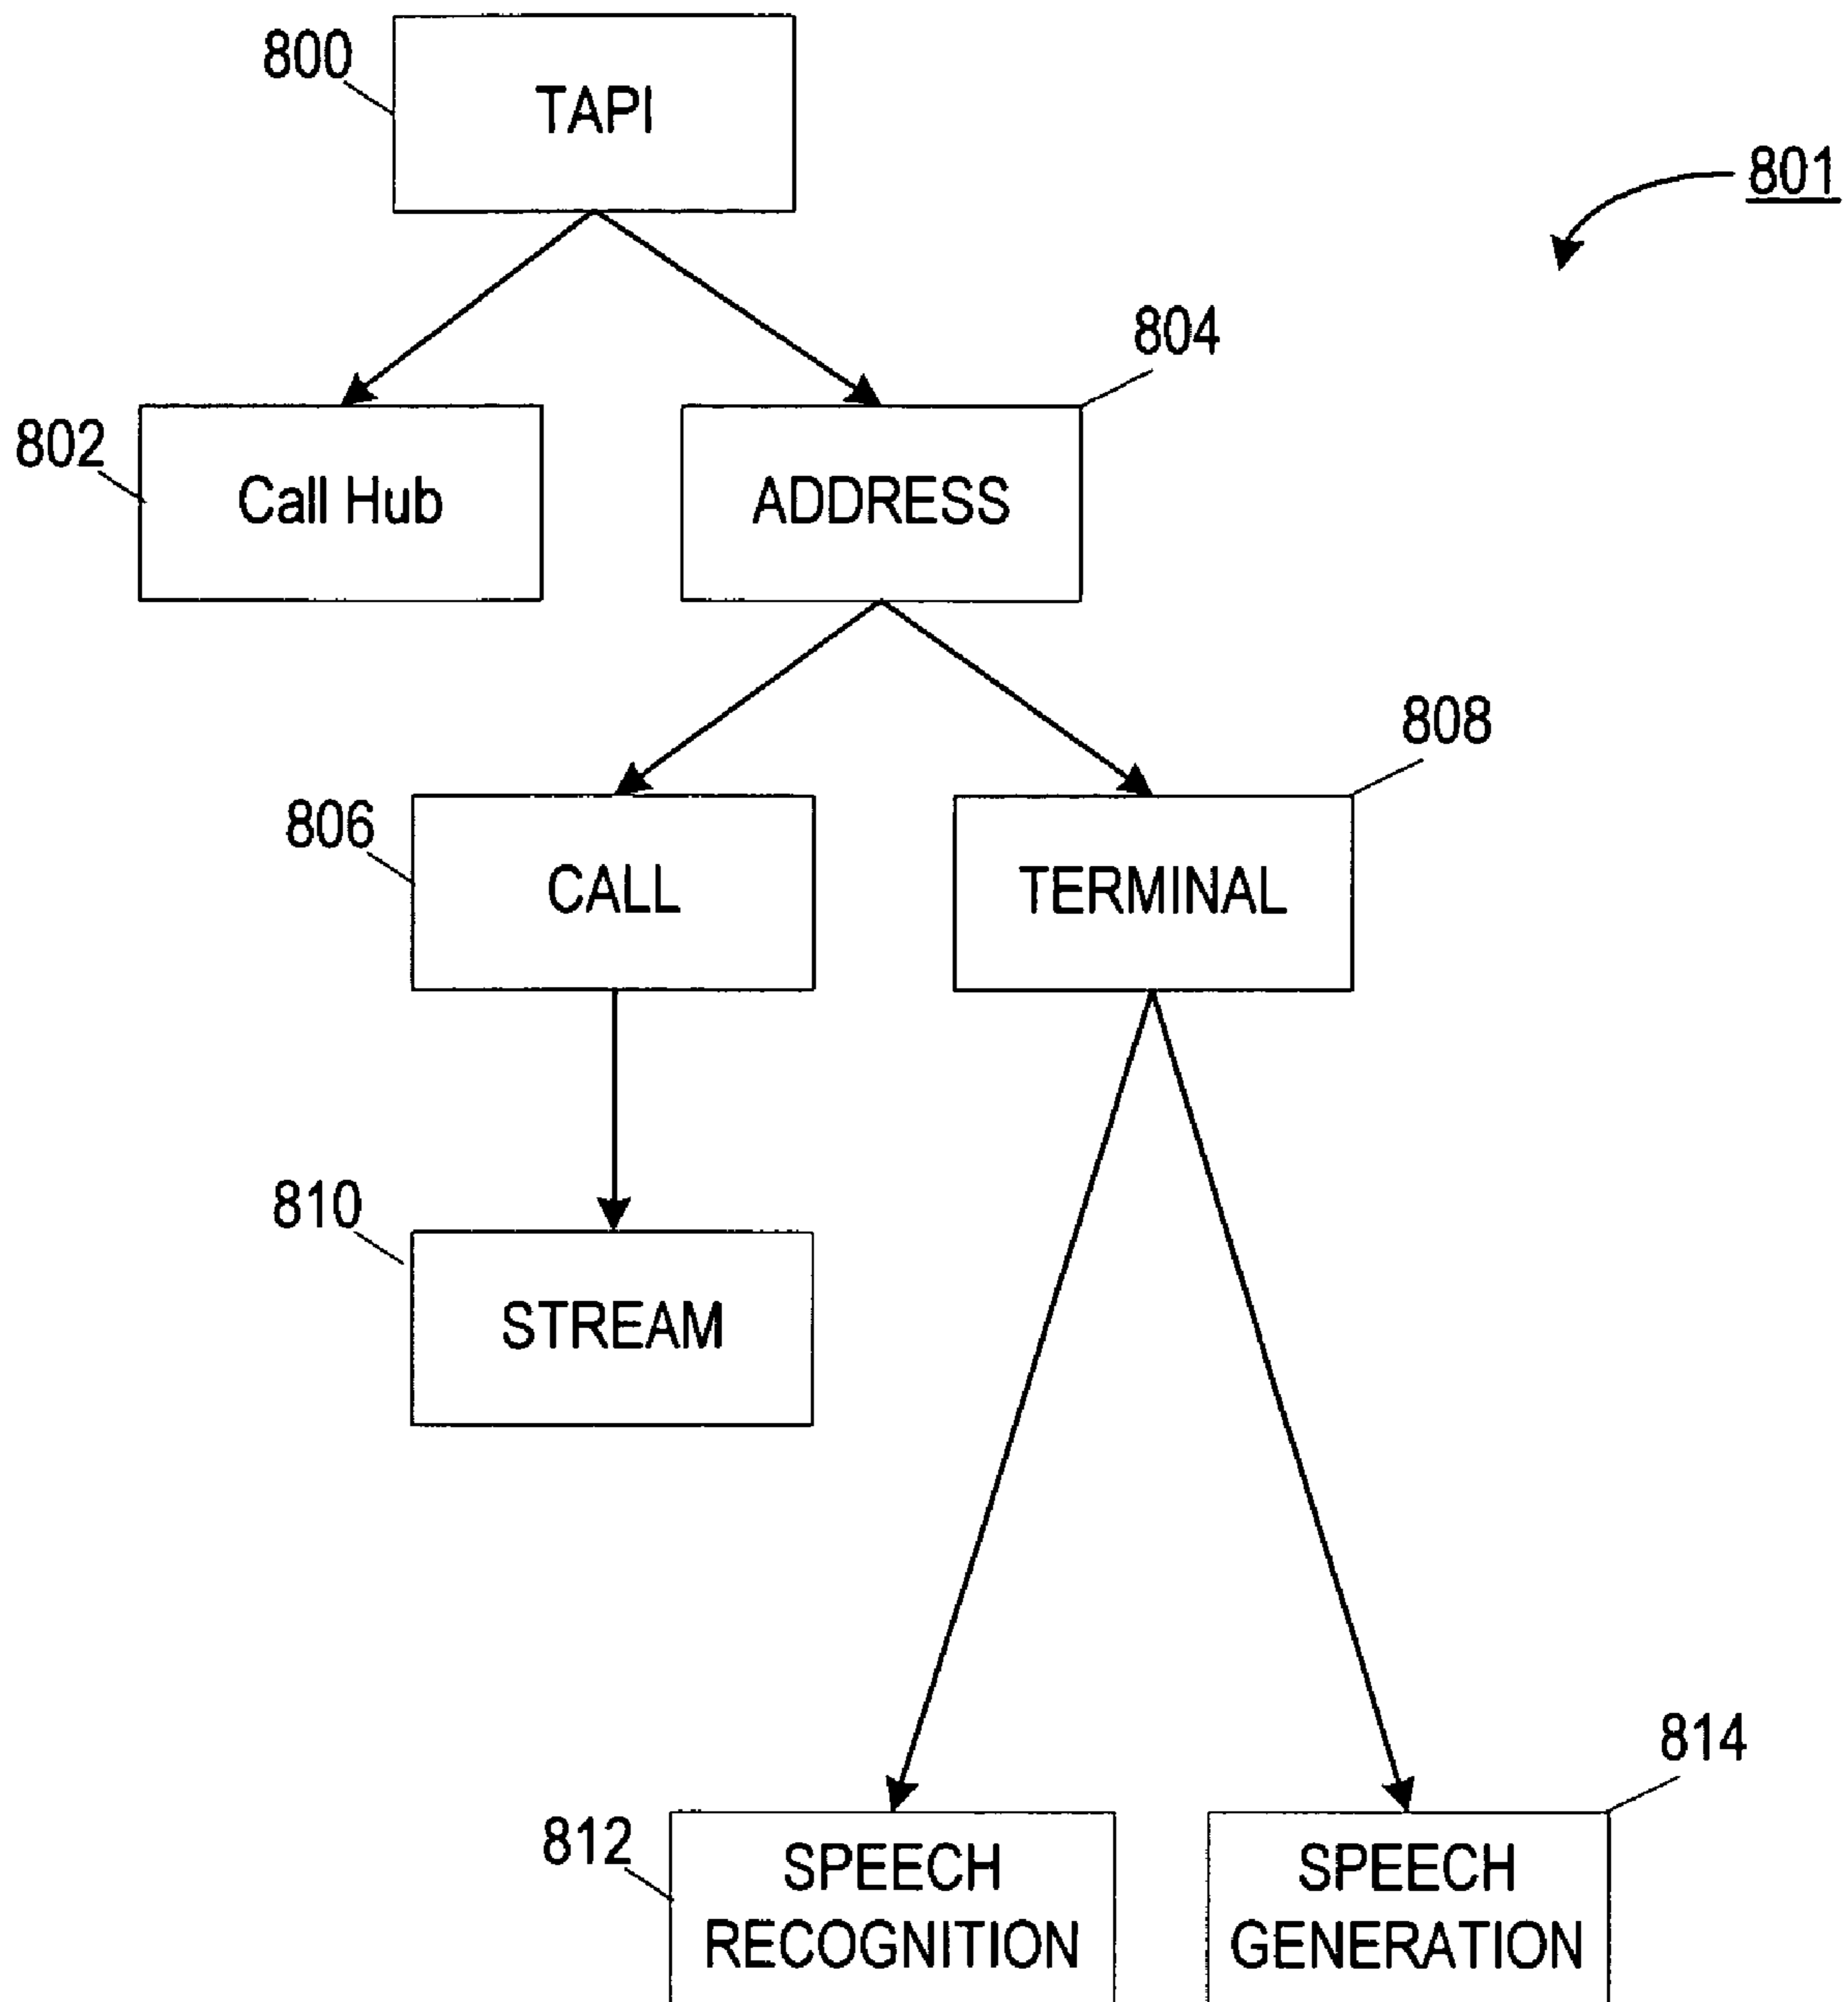 800
TAPI
801
804
802
Call Hub
ADDRESS
808
806
CALL
TERMINAL
810
STREAM
814
812
SPEECH
RECOGNITION
SPEECH
GENERATION